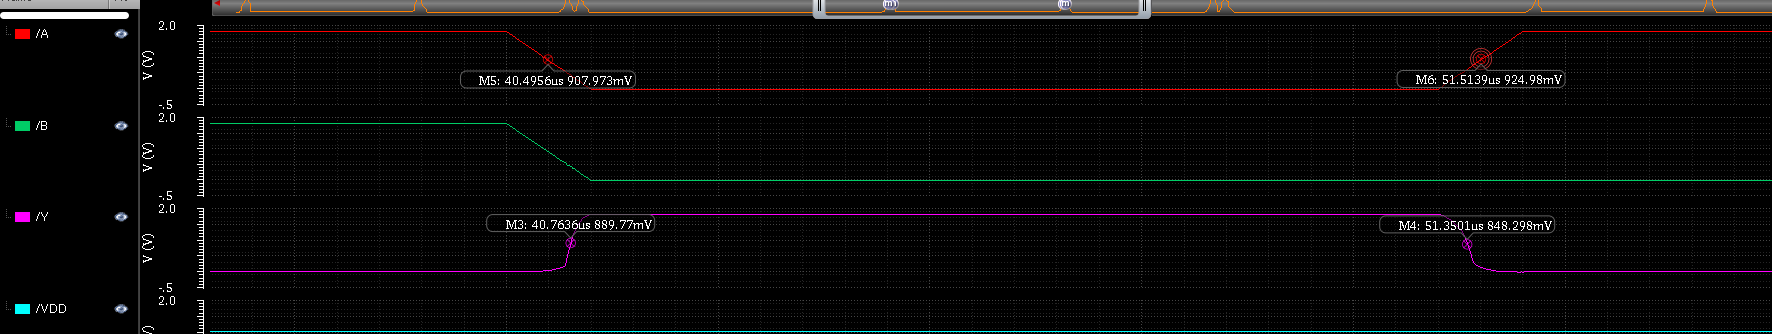 2.0
/A
V (V)
M5: 40.4956us 907.973mV
M6: 51.5139us 924.98mV
-.5
2.0
/B
V (V)
-.5
2.0
/Y
V (V)
M3: 40.7636us 889.77mV
M4: 51.3501us 848.298mV
-.5
2.0
/VDD